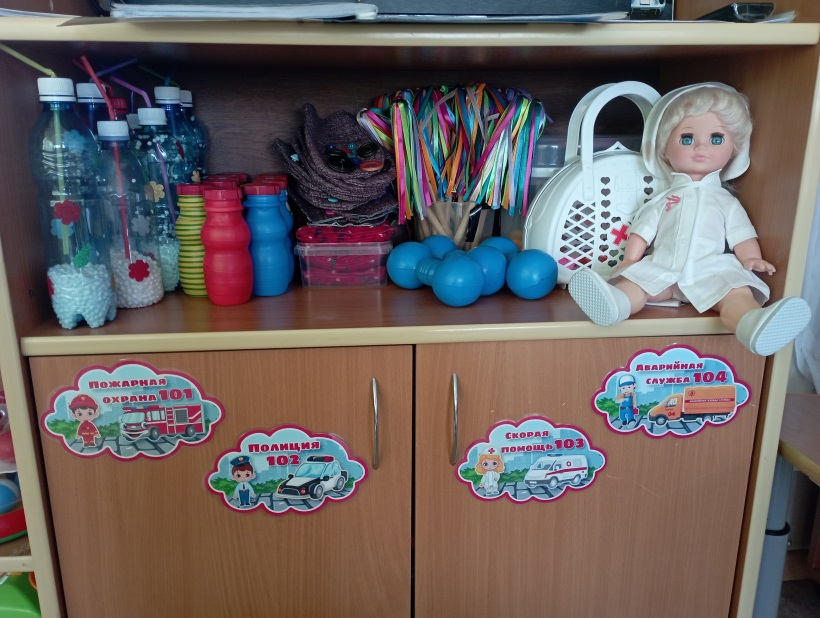 Пожарная
охрана 101
Полиция
102
Скорая
помощь 103
Аварийная
служба 104